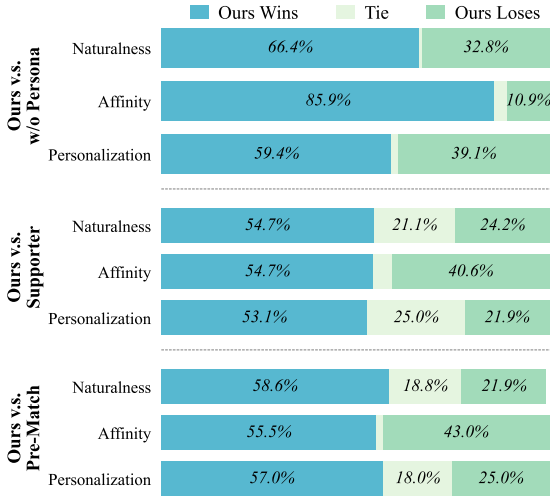 Ours Wins Tie Ours Loses
Ours v.s.
w/o Persona
Naturalness 66.4% 32.8%
Affinity 85.9% 10.9%
Personalization 59.4% 39.1%
Ours v.s.
Supporter
Naturalness 54.7% 21.1% 24.2%
Affinity 54.7% 40.6%
Personalization 53.1% 25.0% 21.9%
Ours v.s.
Pre-Match
Naturalness 58.6% 18.8% 21.9%
Affinity 55.5% 43.0%
Personalization 57.0% 18.0% 25.0%